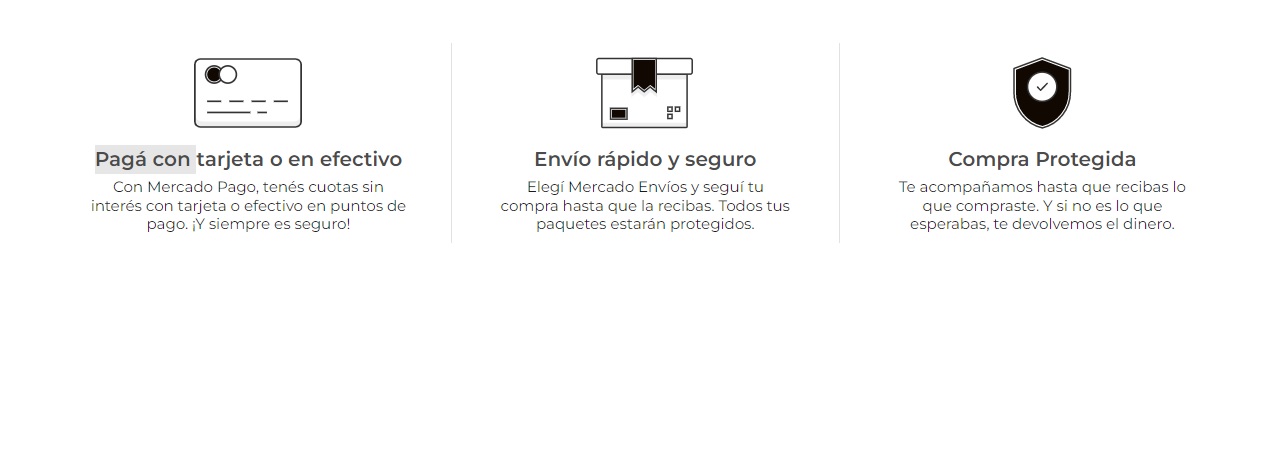 Pagá con tarjeta o en efectivo
Con Mercado Pago, tenés cuotas sin
interés con tarjeta o efectivo en puntos de
pago. ¡Y siempre es seguro!
Envío rápido y seguro
Elegí Mercado Envíos y seguí tu
compra hasta que la recibas. Todos tus
paquetes estarán protegidos.
Compra Protegida
Te acompañamos hasta que recibas lo
que compraste. Y si no es lo que
esperabas, te devolvemos el dinero.